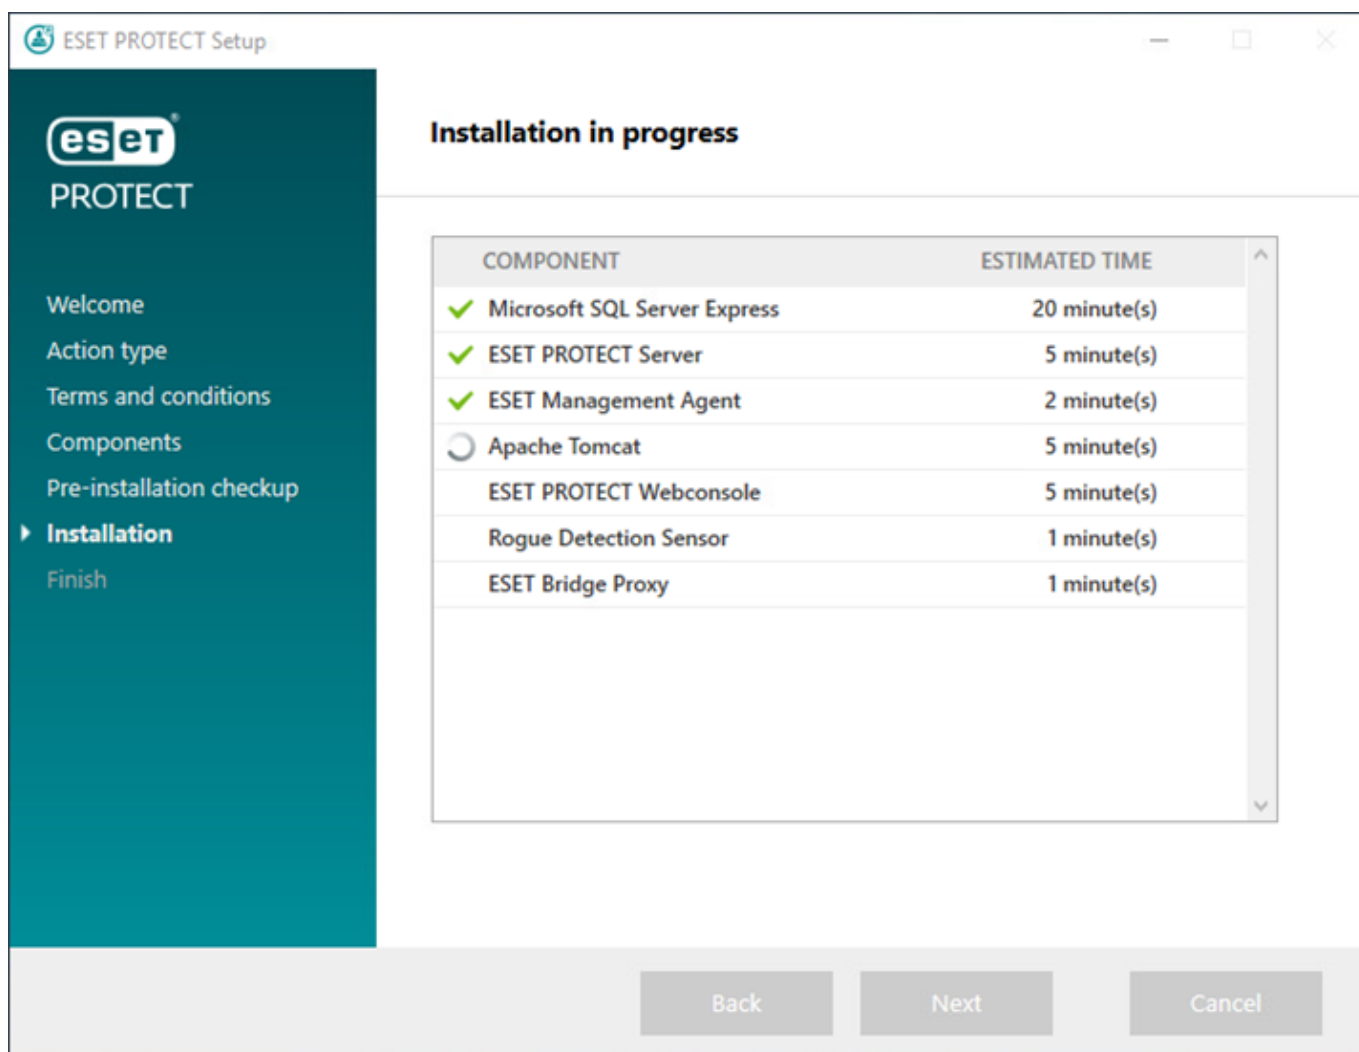 ESET PROTECT Setup
eseT®
PROTECT
Welcome
Action type
Terms and conditions
Components
Pre-installation checkup
Installation
Finish
Installation in progress
COMPONENT ESTIMATED TIME
Microsoft SQL Server Express 20 minute(s)
ESET PROTECT Server 5 minute(s)
ESET Management Agent 2 minute(s)
Apache Tomcat 5 minute(s)
ESET PROTECT Webconsole 5 minute(s)
Rogue Detection Sensor 1 minute(s)
ESET Bridge Proxy 1 minute(s)
Back Next Cancel